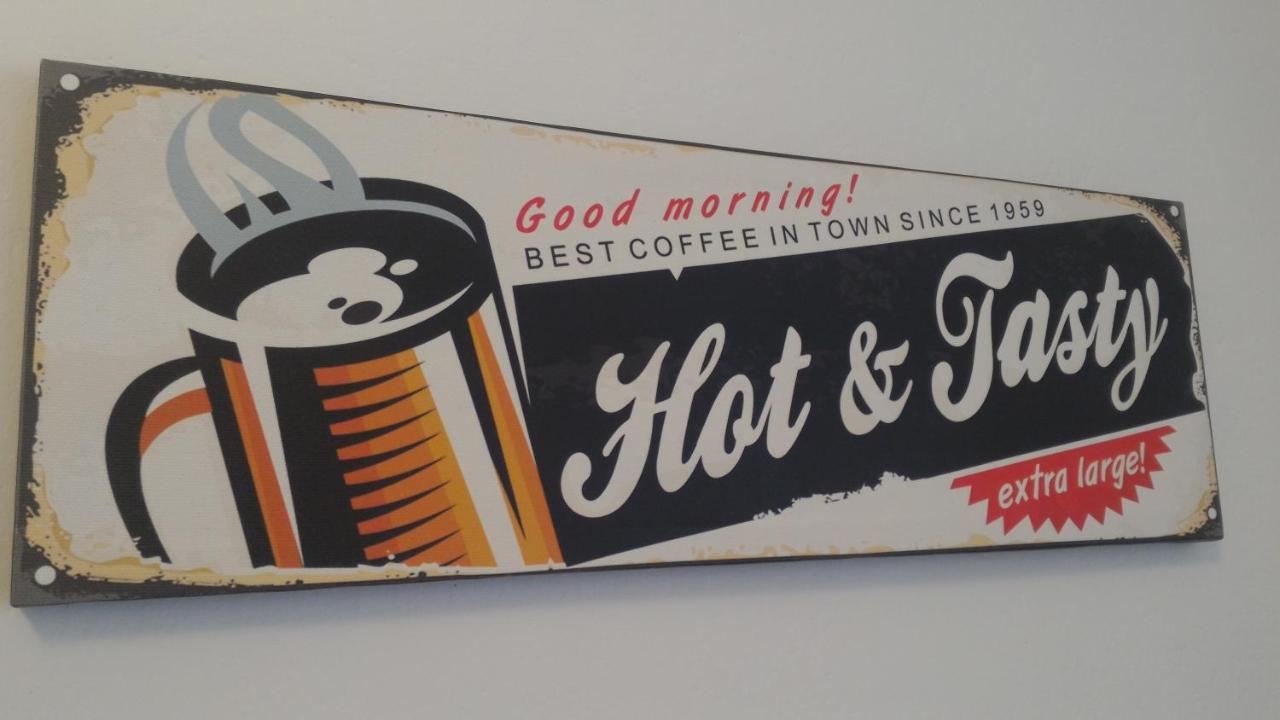 Good morning!
BEST COFFEE IN TOWN SINCE 1959
Hot & Tasty
extra large!